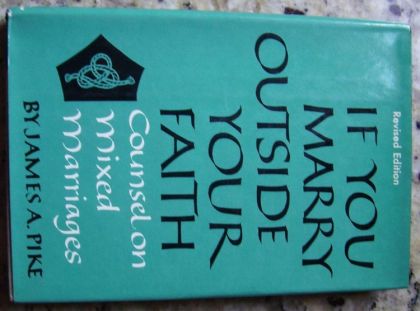 Revised Edition
IF YOU
MARRY
OUTSIDE
YOUR
FAITH
Counsel on
Mixed
Marriages
BY JAMES A. PIKE